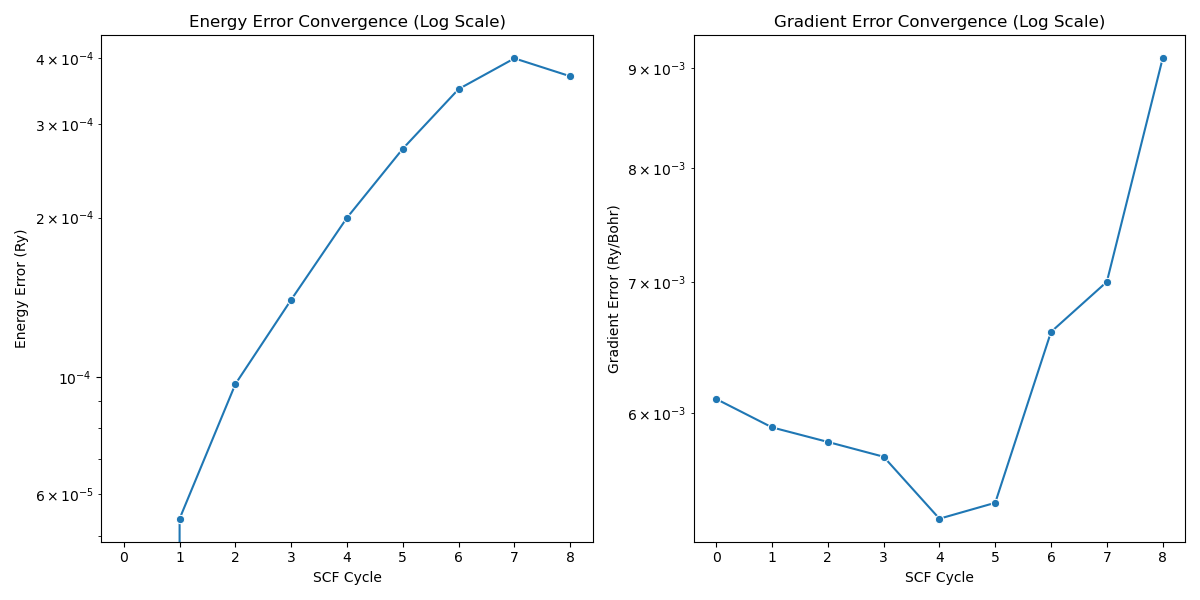 Energy Error Convergence (Log Scale)
Energy Error (Ry)
4 × 10⁻⁴
3 × 10⁻⁴
2 × 10⁻⁴
10⁻⁴
6 × 10⁻⁵
0 1 2 3 4 5 6 7 8
SCF Cycle
Gradient Error Convergence (Log Scale)
Gradient Error (Ry/Bohr)
9 × 10⁻³
8 × 10⁻³
7 × 10⁻³
6 × 10⁻³
0 1 2 3 4 5 6 7 8
SCF Cycle